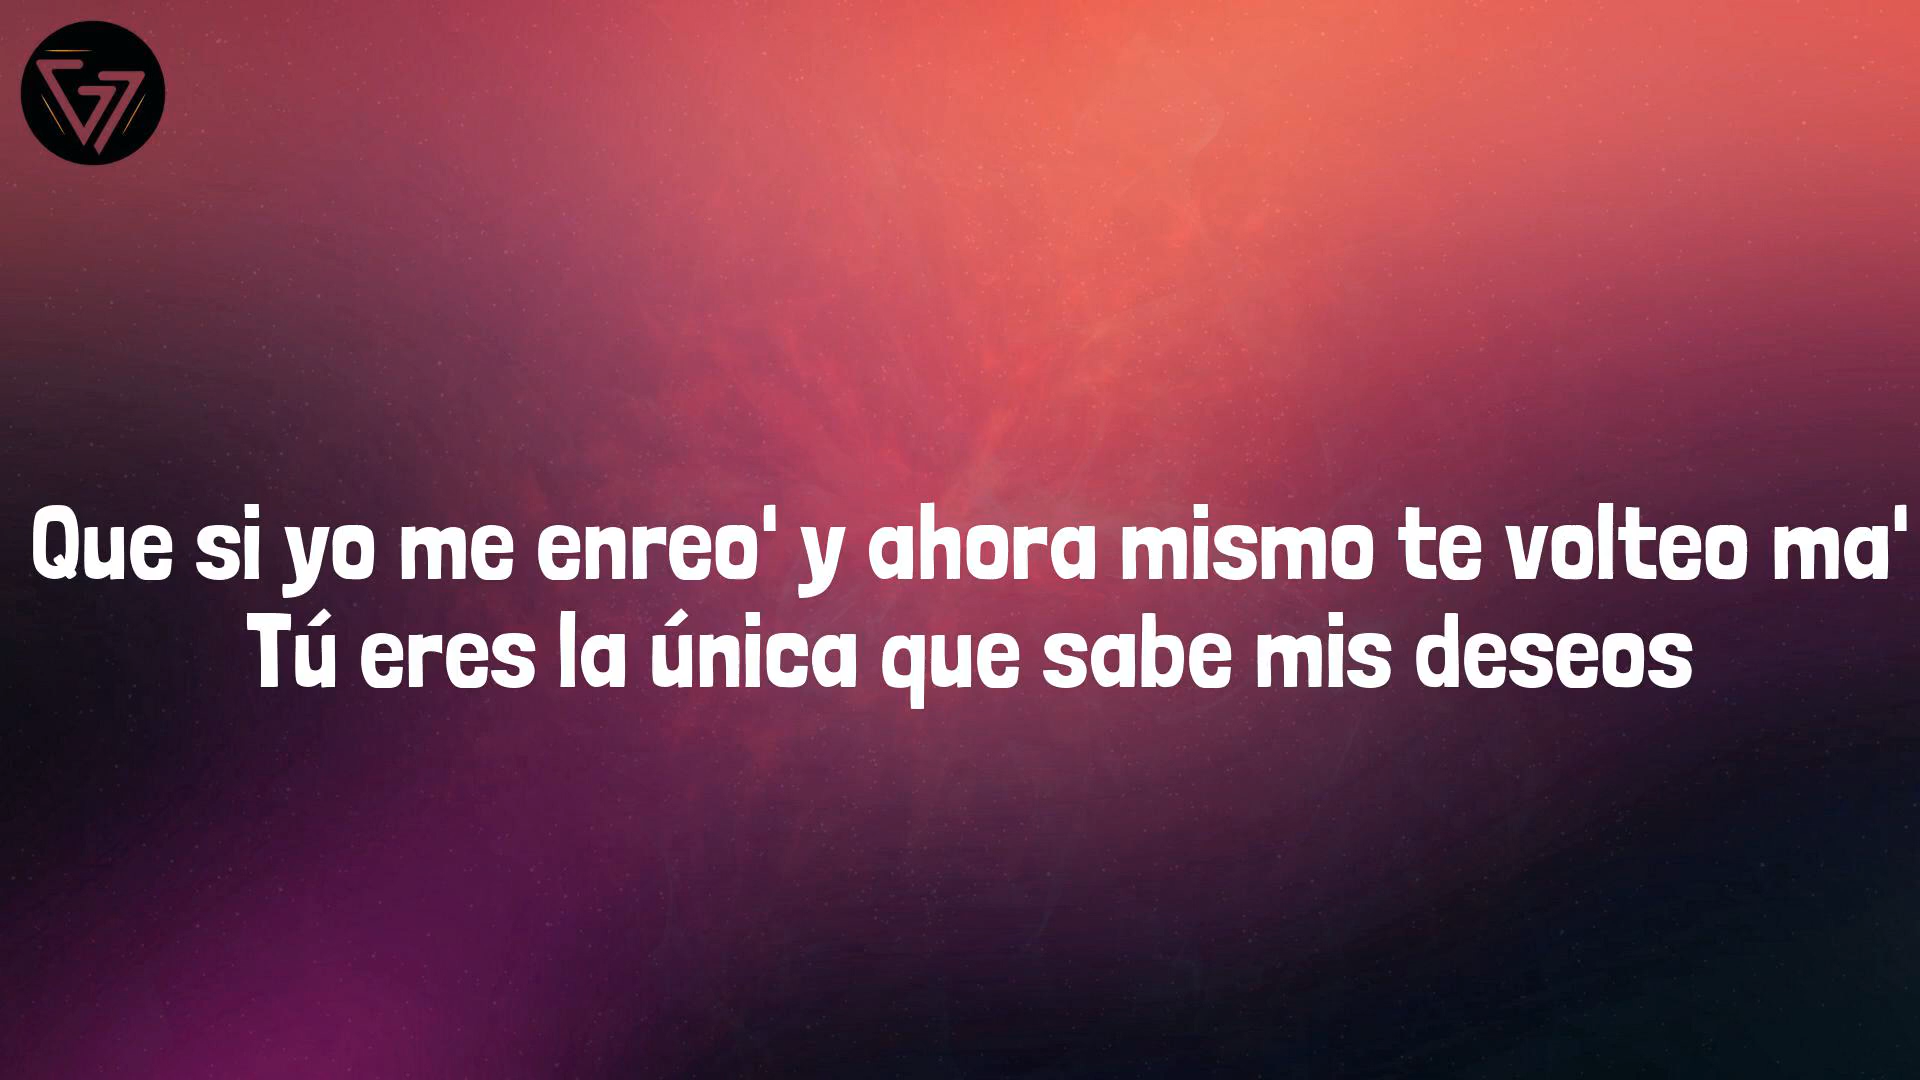 Que si yo me enreo' y ahora mismo te volteo ma'
Tú eres la única que sabe mis deseos